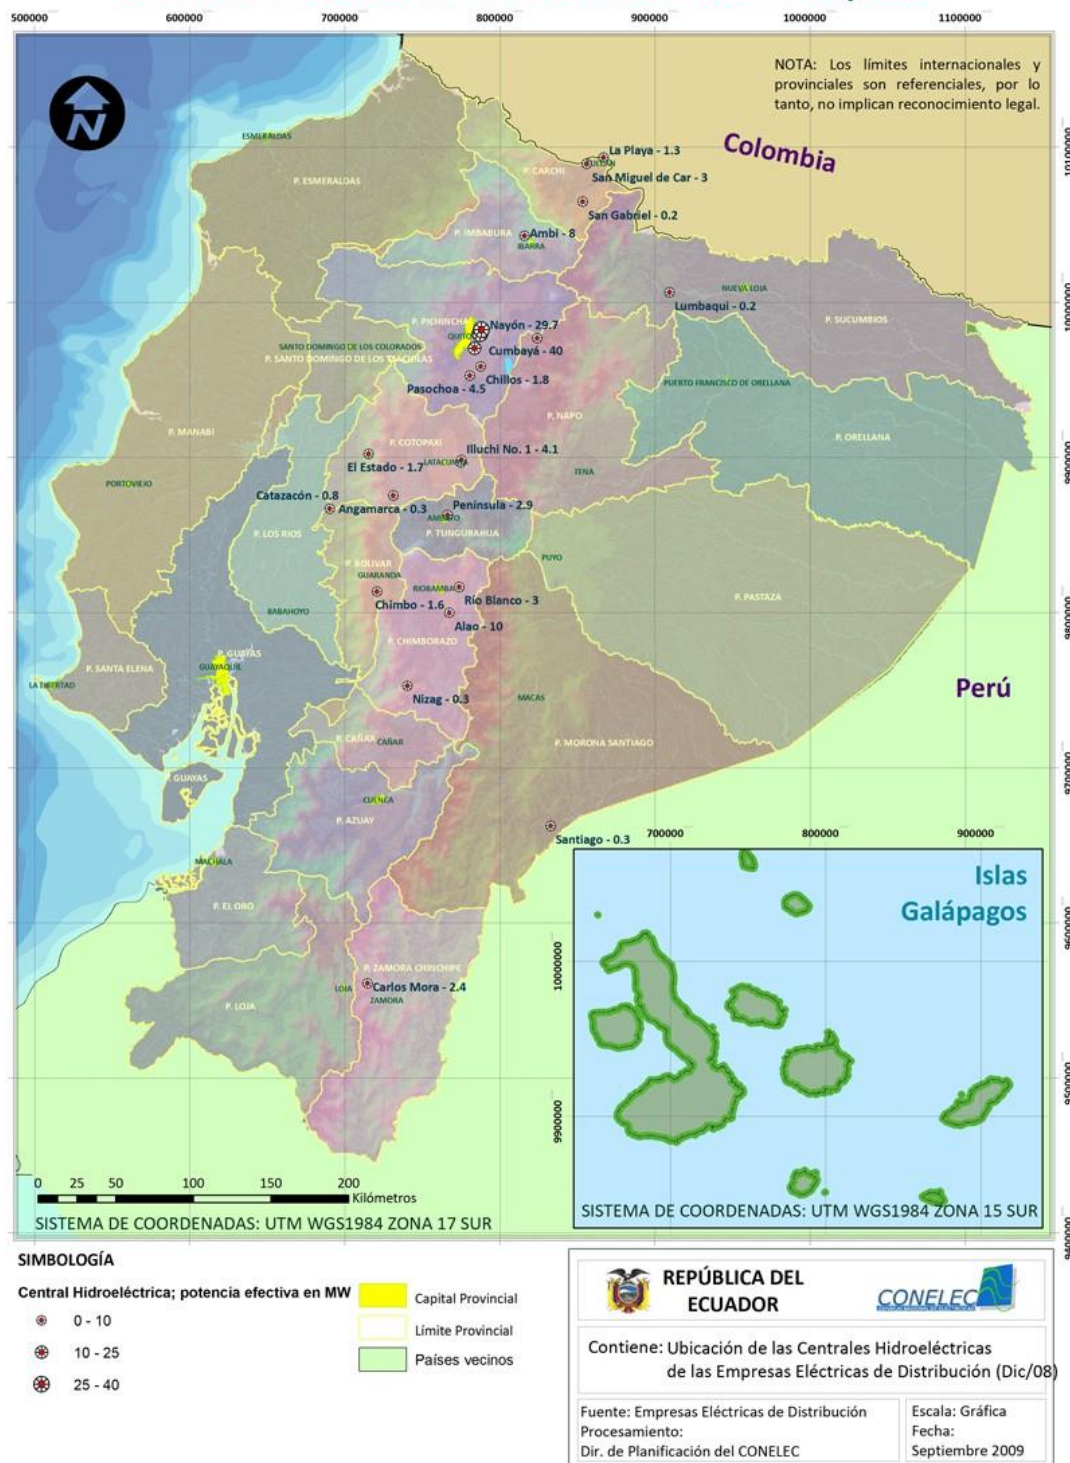 500000 600000 700000 800000 900000 1000000 1100000
NOTA: Los límites internacionales y
provinciales son referenciales, por lo
tanto, no implican reconocimiento legal.
N
Colombia
10100000
ESMERALDAS
P. ESMERALDAS
La Playa - 1.3
P. CARCHI
San Miguel de Car - 3
San Gabriel - 0.2
P. IMBABURA
Ambi - 8
IBARRA
NUEVA LOJA
Lumbaqui - 0.2
10000000
P. SUCUMBIOS
P. PICHINCHA
Nayón - 29.7
QUITO
SANTO DOMINGO DE LOS COLORADOS
Cumbayá - 40
P. SANTO DOMINGO DE LOS TSACHILAS
Chillos - 1.8
Pasochoa - 4.5
PUERTO FRANCISCO DE ORELLANA
P. NAPO
P. MANABI
P. COTOPAXI
P. ORELLANA
Illuchi No. 1 - 4.1
El Estado - 1.7
LATACUNGA
9900000
TENA
PORTOVIEJO
Catazacón - 0.8
Angamarca - 0.3
Península - 2.9
AMBATO
P. LOS RIOS
P. TUNGURAHUA
PUYO
P. BOLIVAR
GUARANDA
RIOBAMBA
P. PASTAZA
Chimbo - 1.6
Río Blanco - 3
BABAHOYO
Alao - 10
9800000
P. CHIMBORAZO
P. GUAYAS
P. SANTA ELENA
GUAYAQUIL
LA LIBERTAD
Perú
Nizag - 0.3
MACAS
P. CAÑAR
CAÑAR
P. MORONA SANTIAGO
9700000
P. GUAYAS
CUENCA
P. AZUAY
Santiago - 0.3
700000 800000 900000
MACHALA
Islas
Galápagos
P. EL ORO
9600000
10000000
P. ZAMORA CHINCHIPE
LOJA
Carlos Mora - 2.4
ZAMORA
P. LOJA
9500000
9900000
0 25 50 100 150 200
Kilómetros
SISTEMA DE COORDENADAS: UTM WGS1984 ZONA 17 SUR
SISTEMA DE COORDENADAS: UTM WGS1984 ZONA 15 SUR
9400000
SIMBOLOGÍA
Central Hidroeléctrica; potencia efectiva en MW
0 - 10
10 - 25
25 - 40
Capital Provincial
Límite Provincial
Países vecinos
REPÚBLICA DEL
ECUADOR
CONELEC
Contiene: Ubicación de las Centrales Hidroeléctricas
de las Empresas Eléctricas de Distribución (Dic/08)
Fuente: Empresas Eléctricas de Distribución
Procesamiento:
Dir. de Planificación del CONELEC
Escala: Gráfica
Fecha:
Septiembre 2009